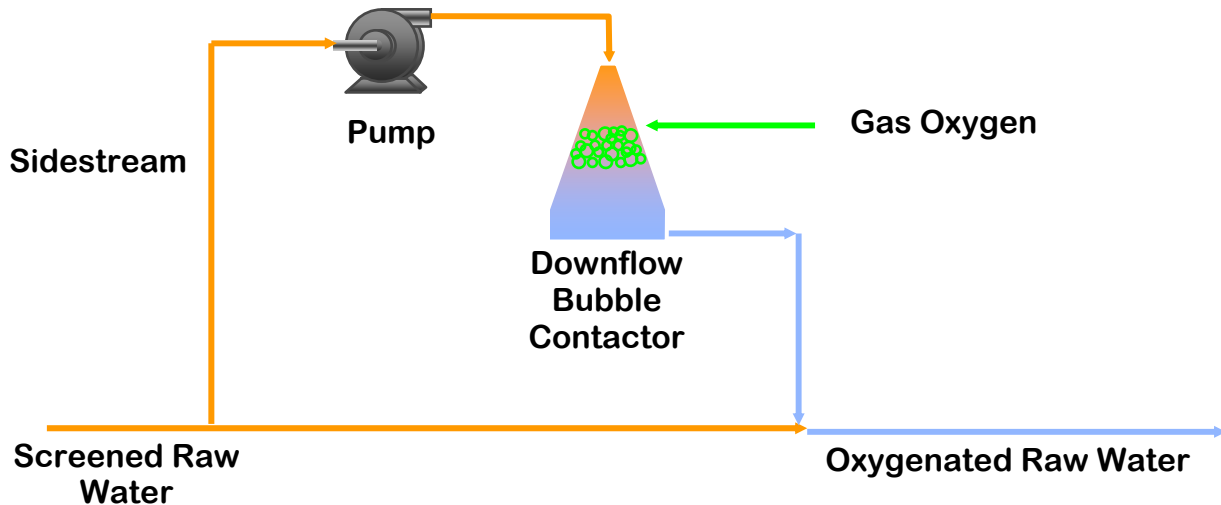 Pump
Gas Oxygen
Sidestream
Downflow
Bubble
Contactor
Screened Raw
Water
Oxygenated Raw Water